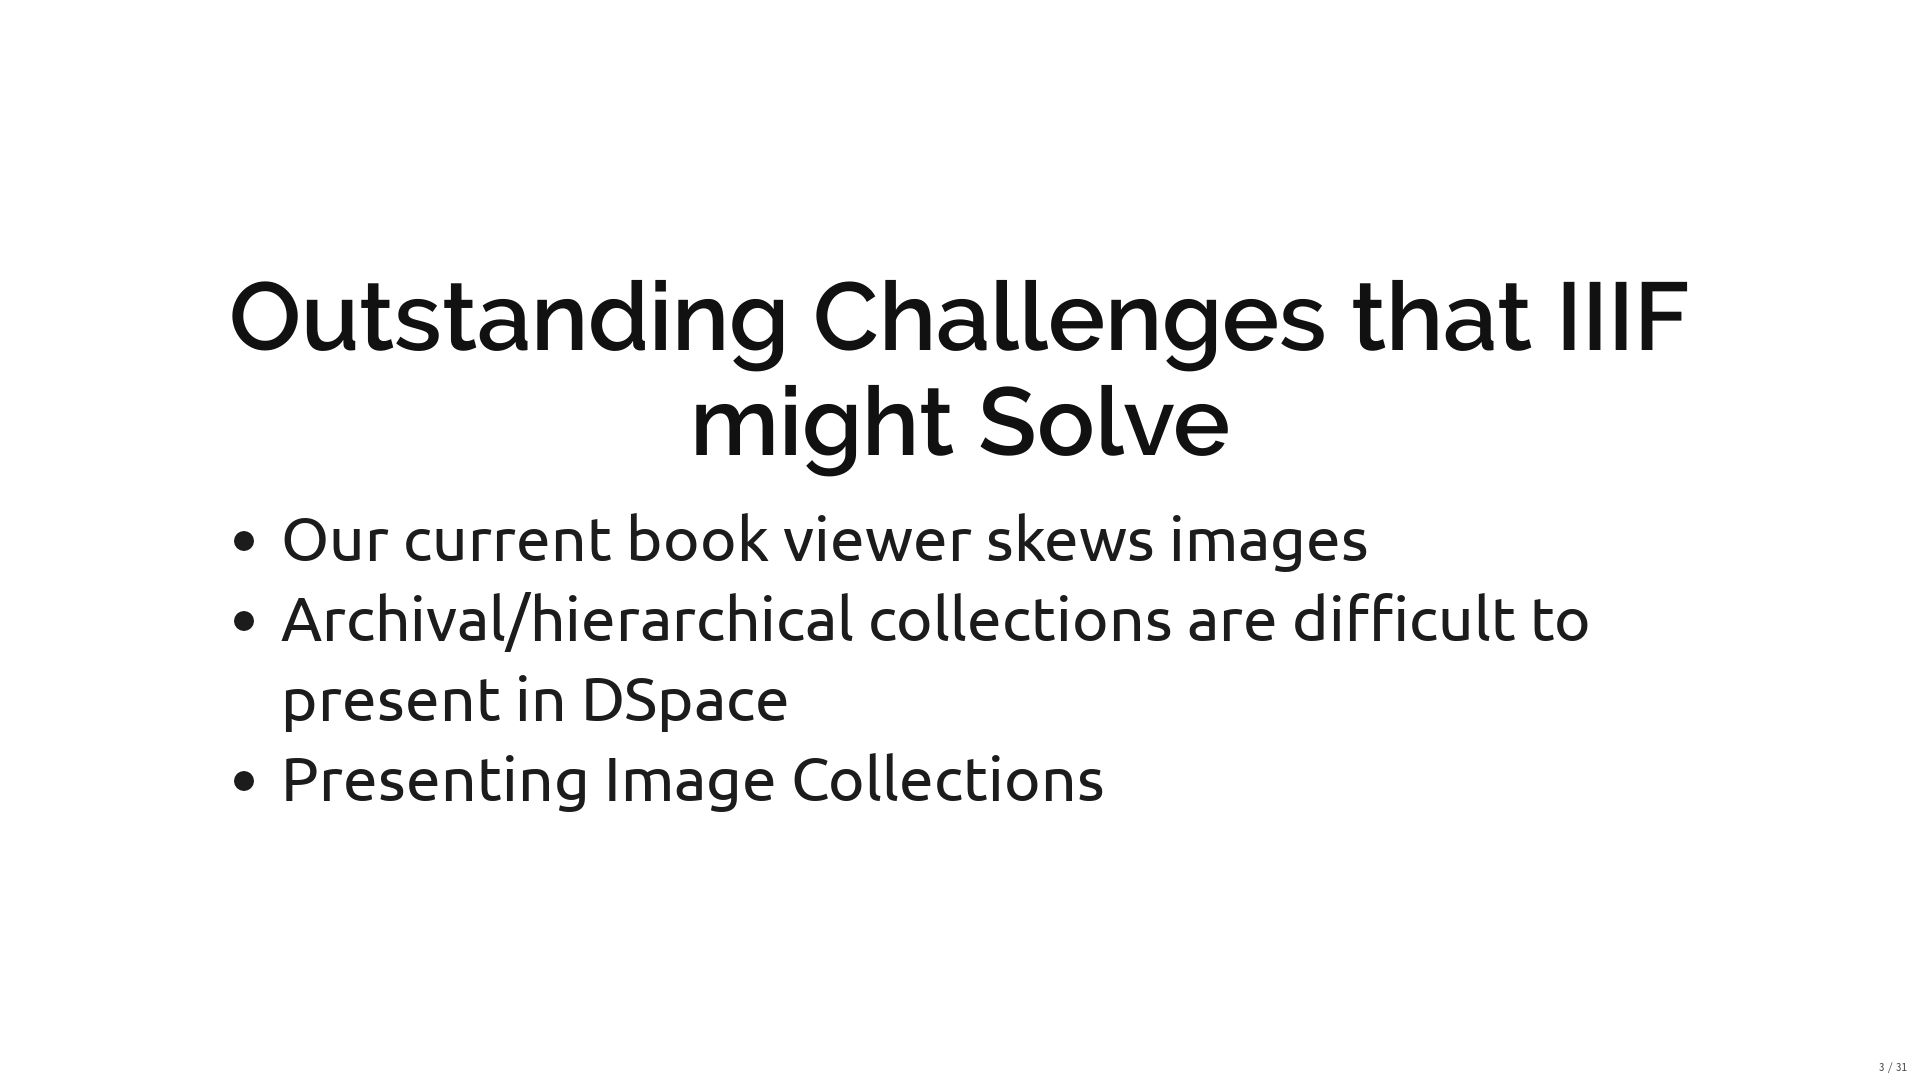 Outstanding Challenges that IIIF
might Solve
• Our current book viewer skews images
• Archival/hierarchical collections are difficult to
present in DSpace
• Presenting Image Collections
3 / 31